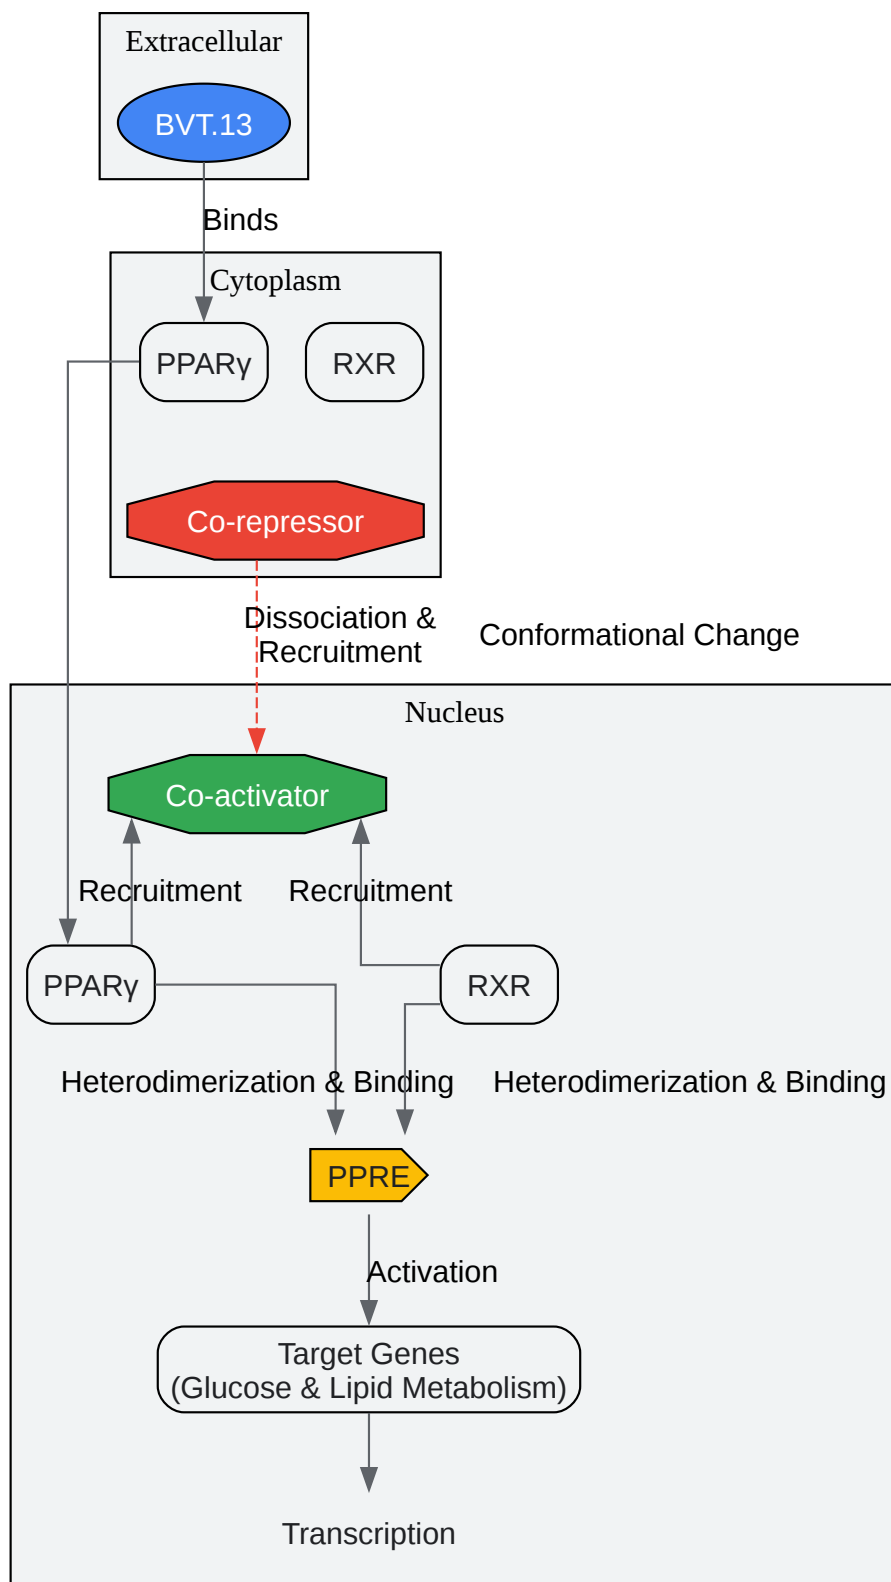 Extracellular
BVT.13
Binds
Cytoplasm
PPARγ
RXR
Co-repressor
Dissociation &
Recruitment
Conformational Change
Nucleus
Co-activator
Recruitment
Recruitment
PPARγ
RXR
Heterodimerization & Binding
Heterodimerization & Binding
PPRE
Activation
Target Genes
(Glucose & Lipid Metabolism)
Transcription